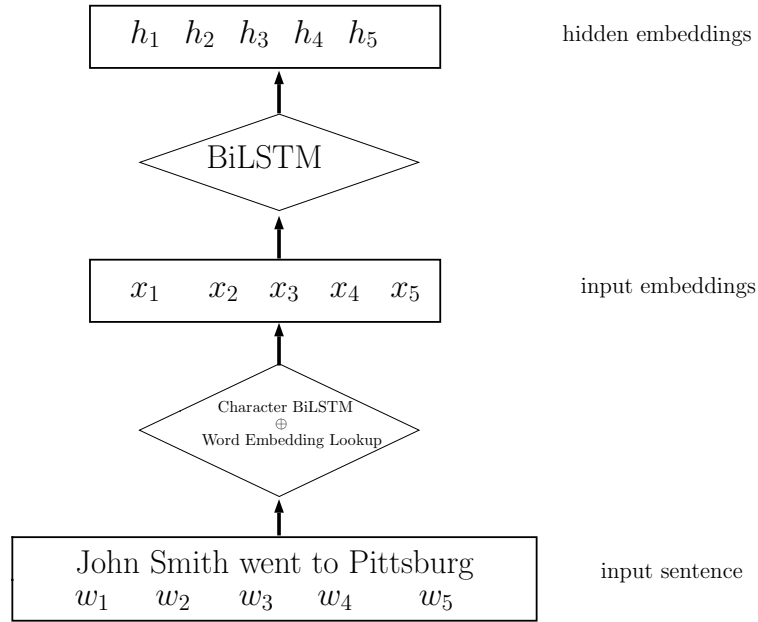 h₁ h₂ h₃ h₄ h₅
hidden embeddings
BiLSTM
x₁ x₂ x₃ x₄ x₅
input embeddings
Character BiLSTM
⊕
Word Embedding Lookup
John Smith went to Pittsburg
w₁ w₂ w₃ w₄ w₅
input sentence